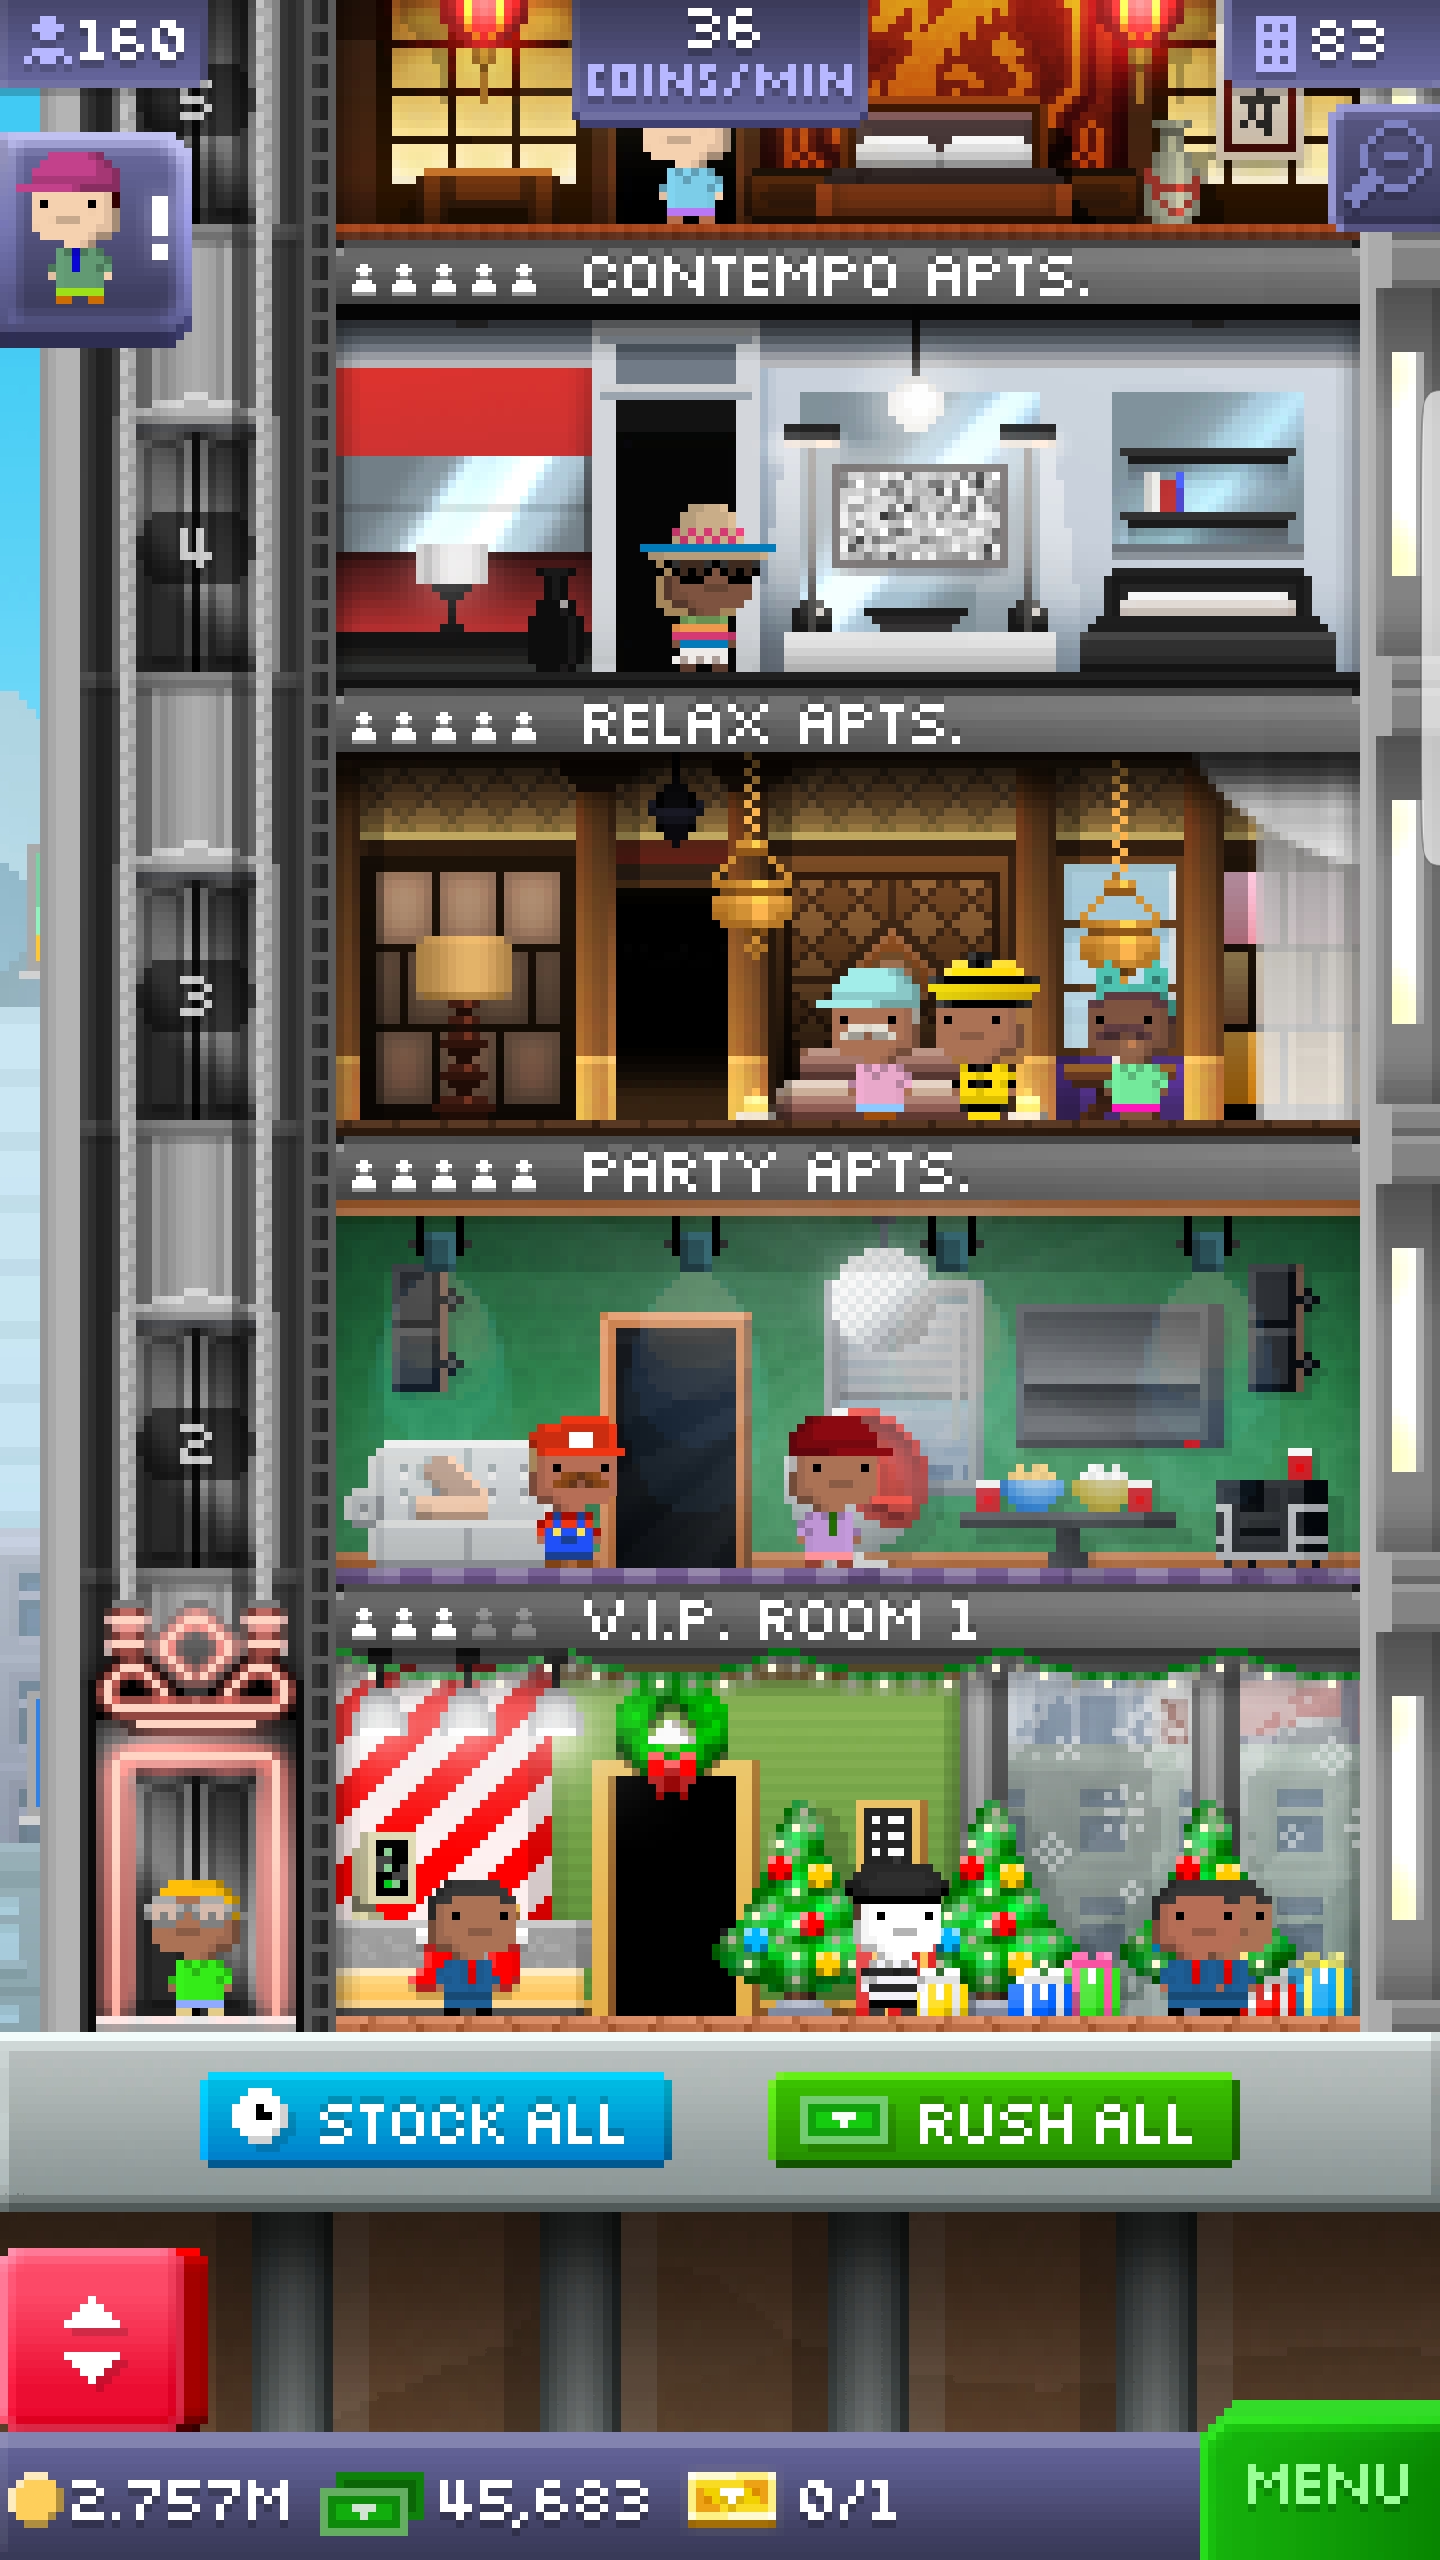 160
36
COINS/MIN
83
5
!
CONTEMPO APTS.
4
RELAX APTS.
3
PARTY APTS.
2
V.I.P. ROOM 1
STOCK ALL
RUSH ALL
2.757M
45,683
0/1
MENU